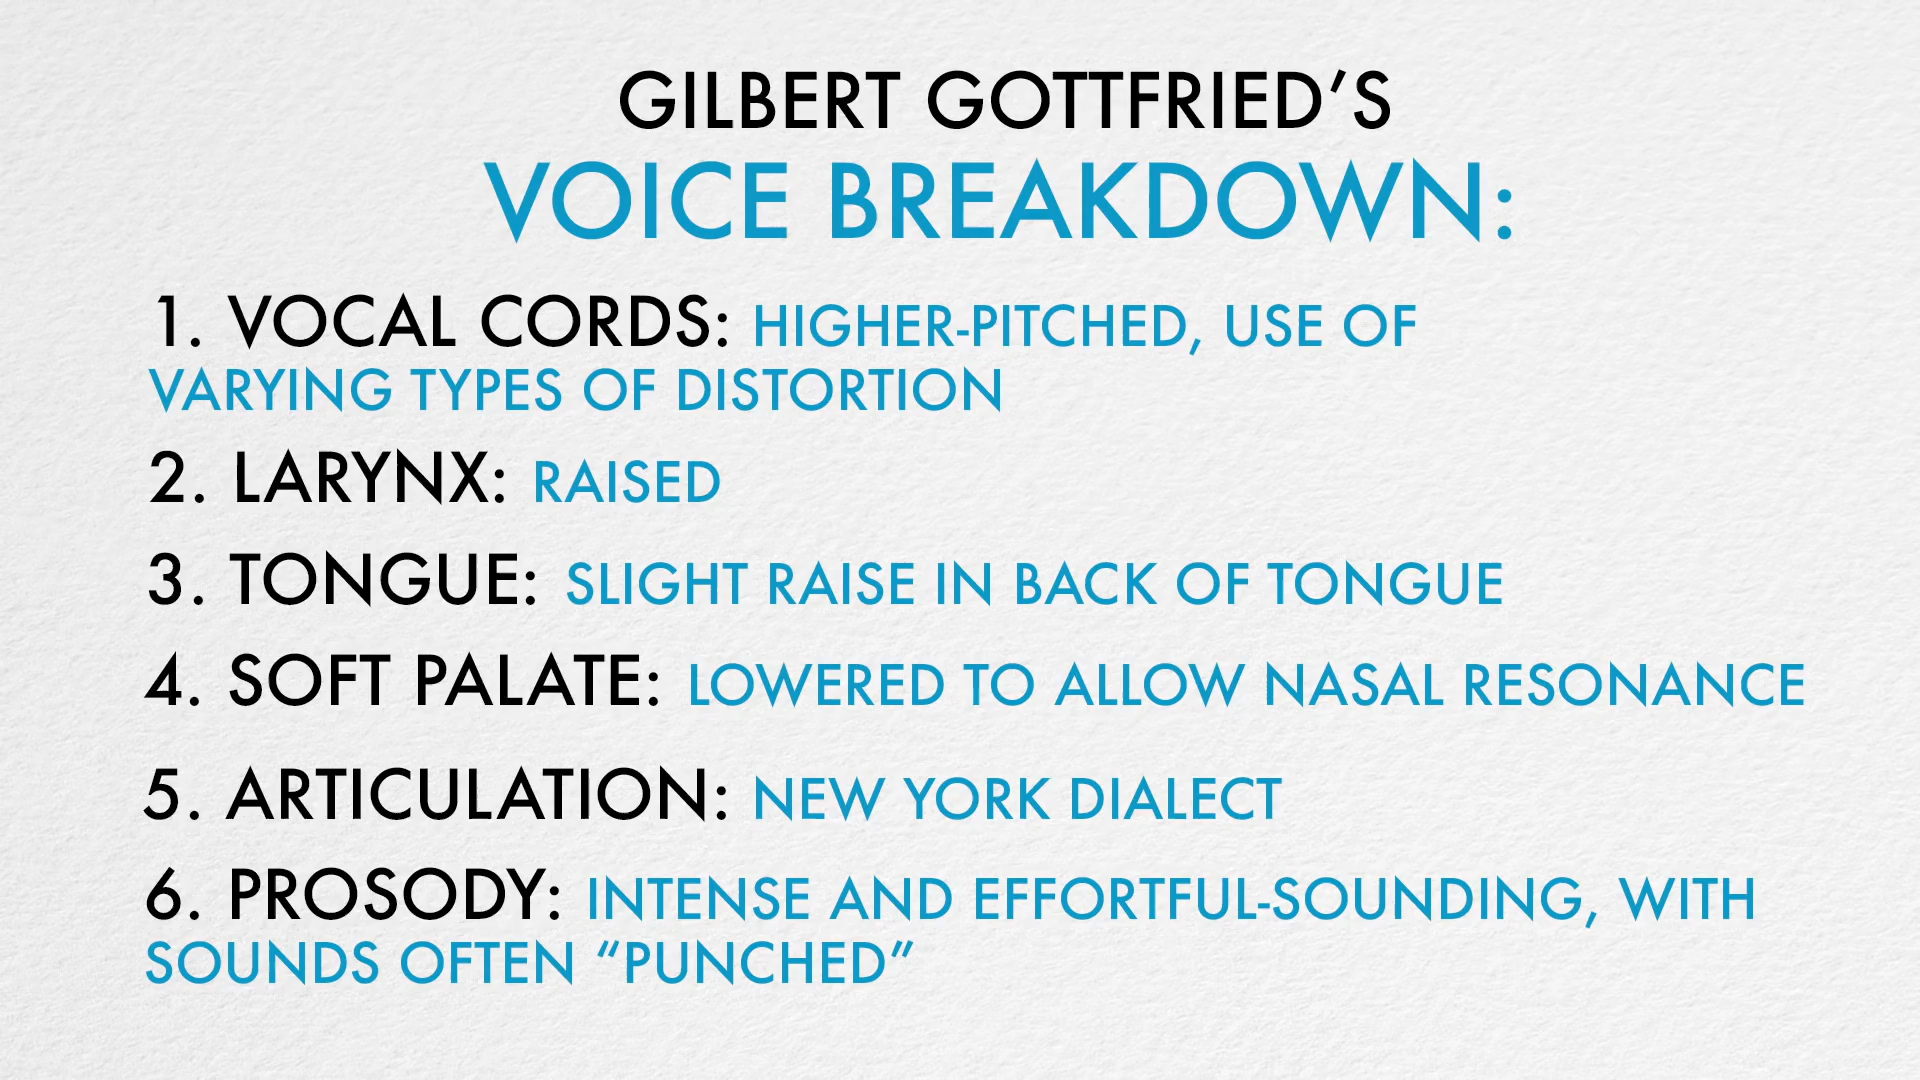 GILBERT GOTTFRIED’S
VOICE BREAKDOWN:
1. VOCAL CORDS: HIGHER-PITCHED, USE OF
VARYING TYPES OF DISTORTION
2. LARYNX: RAISED
3. TONGUE: SLIGHT RAISE IN BACK OF TONGUE
4. SOFT PALATE: LOWERED TO ALLOW NASAL RESONANCE
5. ARTICULATION: NEW YORK DIALECT
6. PROSODY: INTENSE AND EFFORTFUL-SOUNDING, WITH
SOUNDS OFTEN “PUNCHED”